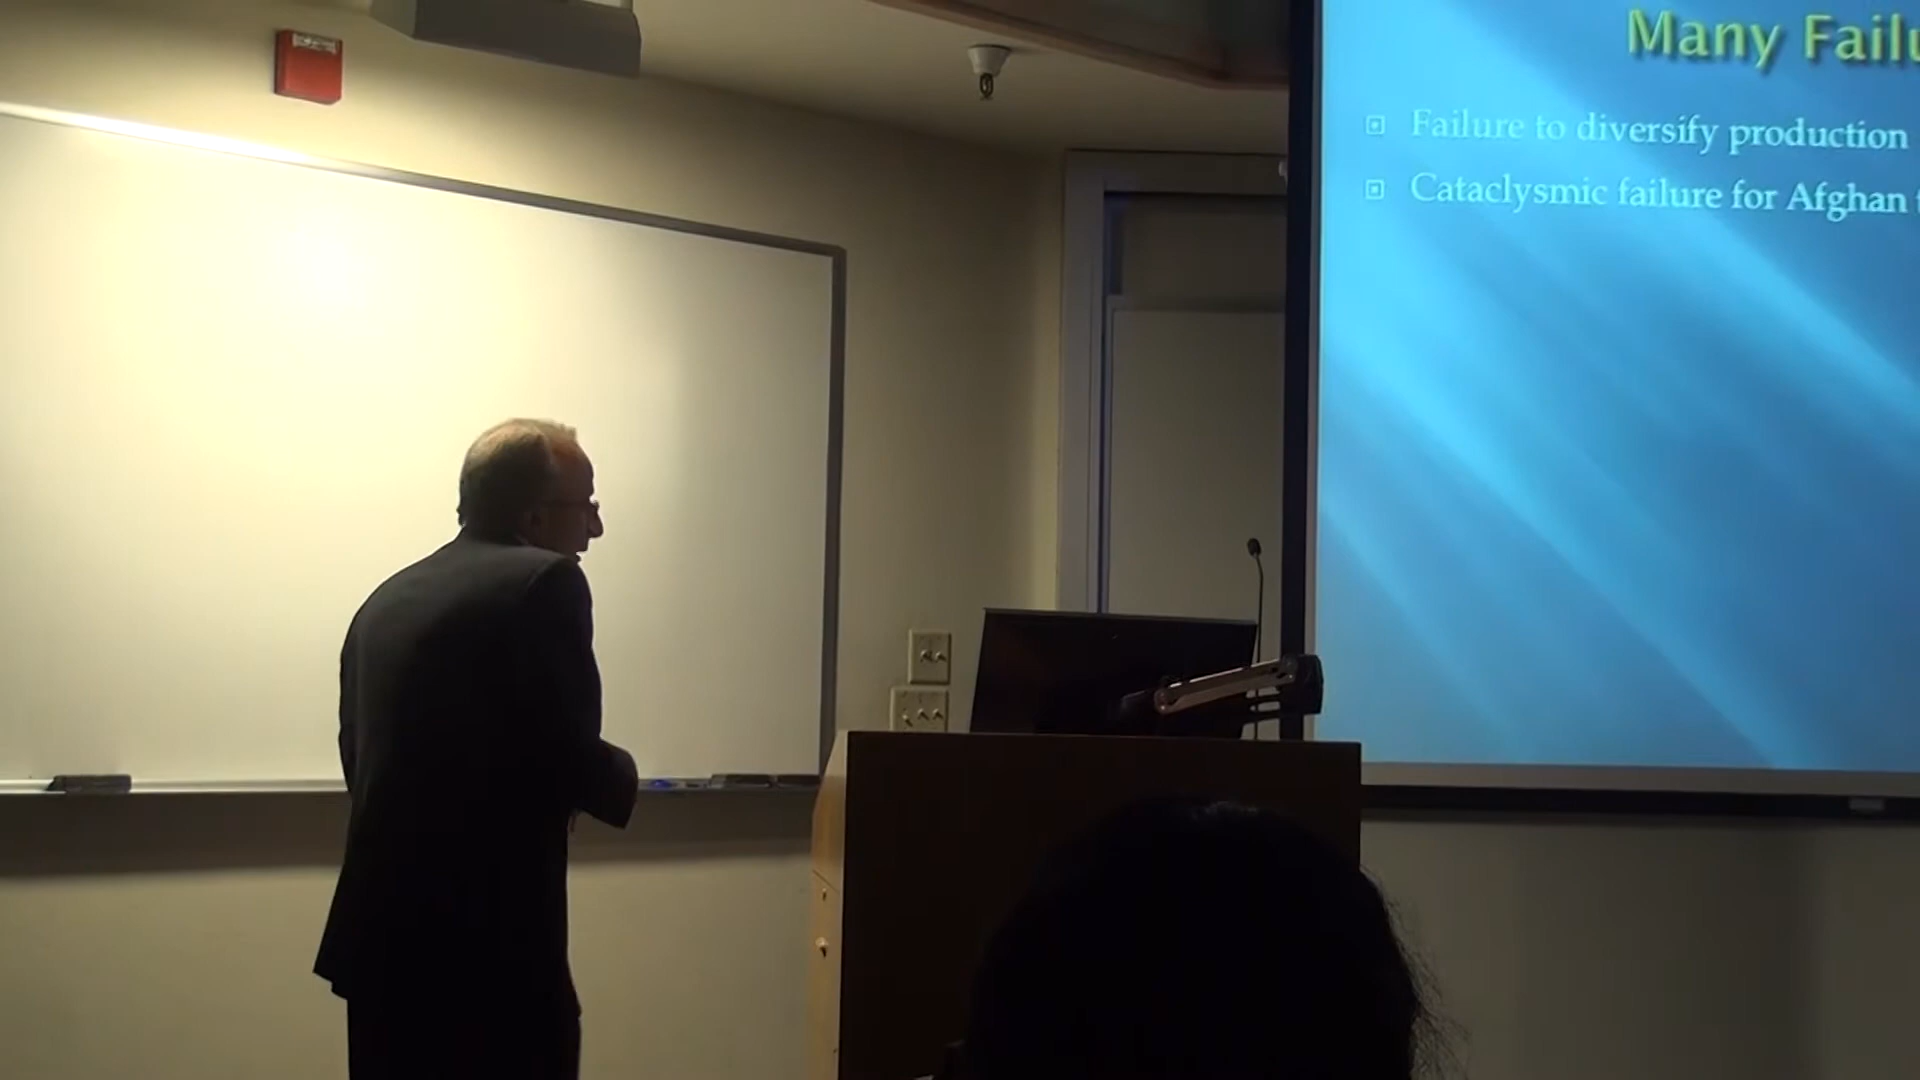 Many Failu
Failure to diversify production
Cataclysmic failure for Afghan